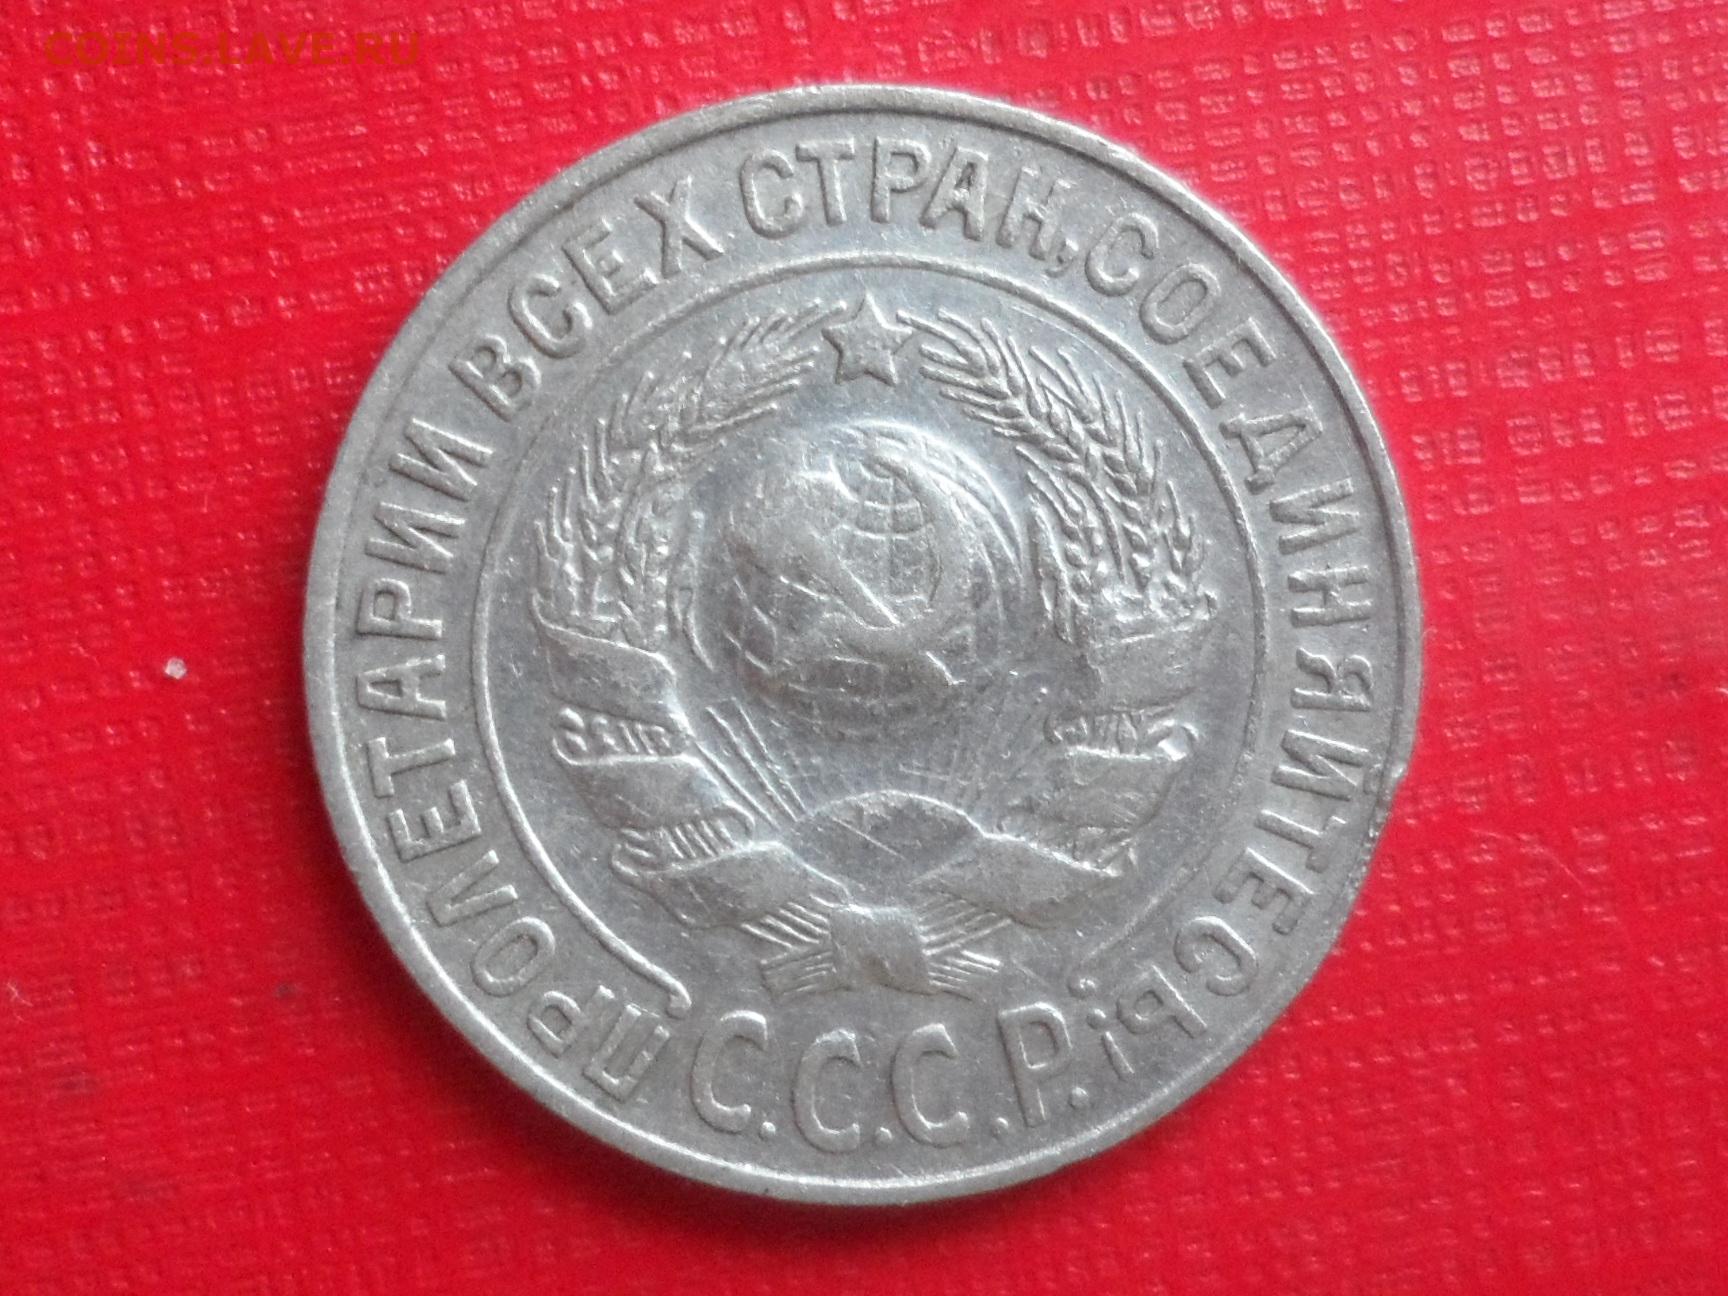 COINS.LAVE.RU
ПРОЛЕТАРИИ ВСЕХ СТРАН, СОЕДИНЯЙТЕСЬ!
С.С.С.Р.